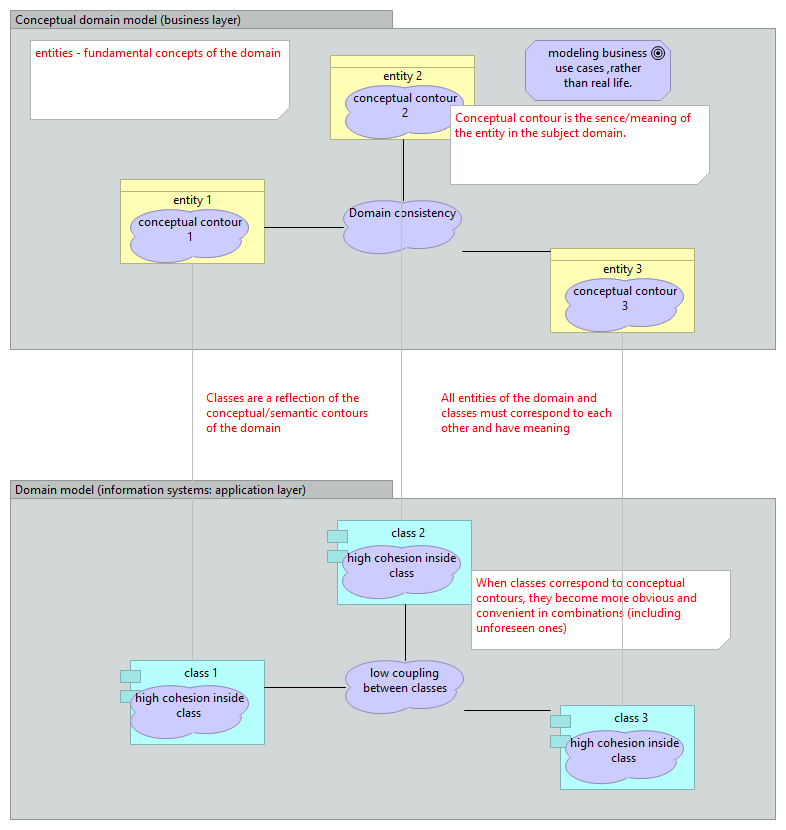 Conceptual domain model (business layer)
entities - fundamental concepts of the domain
entity 2
conceptual contour
2
modeling business
use cases ,rather
than real life.
Conceptual contour is the sence/meaning of
the entity in the subject domain.
entity 1
conceptual contour
1
Domain consistency
entity 3
conceptual contour
3
Classes are a reflection of the
conceptual/semantic contours
of the domain
All entities of the domain and
classes must correspond to each
other and have meaning
Domain model (information systems: application layer)
class 2
high cohesion inside
class
When classes correspond to conceptual
contours, they become more obvious and
convenient in combinations (including
unforeseen ones)
class 1
high cohesion inside
class
low coupling
between classes
class 3
high cohesion inside
class